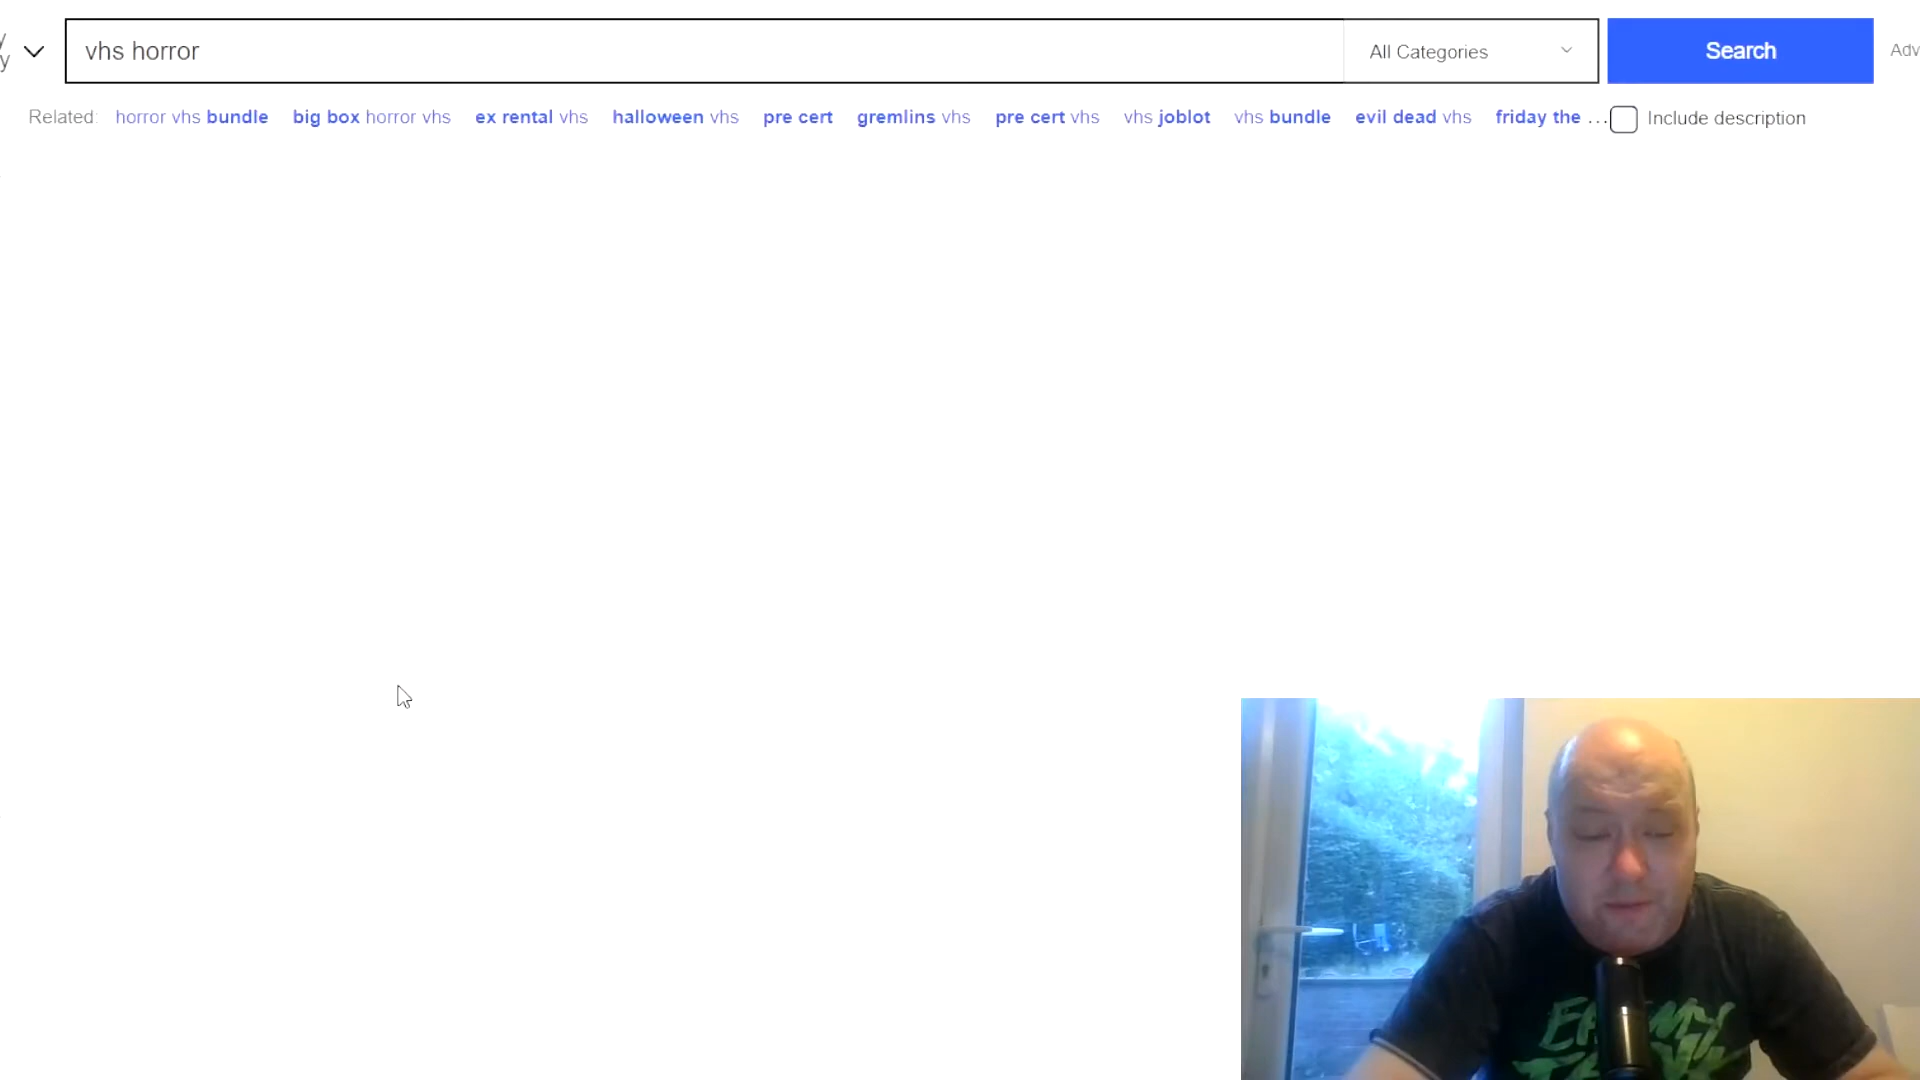 vhs horror
All Categories
Search
Adv
Related: horror vhs bundle big box horror vhs ex rental vhs halloween vhs pre cert gremlins vhs pre cert vhs vhs joblot vhs bundle evil dead vhs friday the ...
Include description